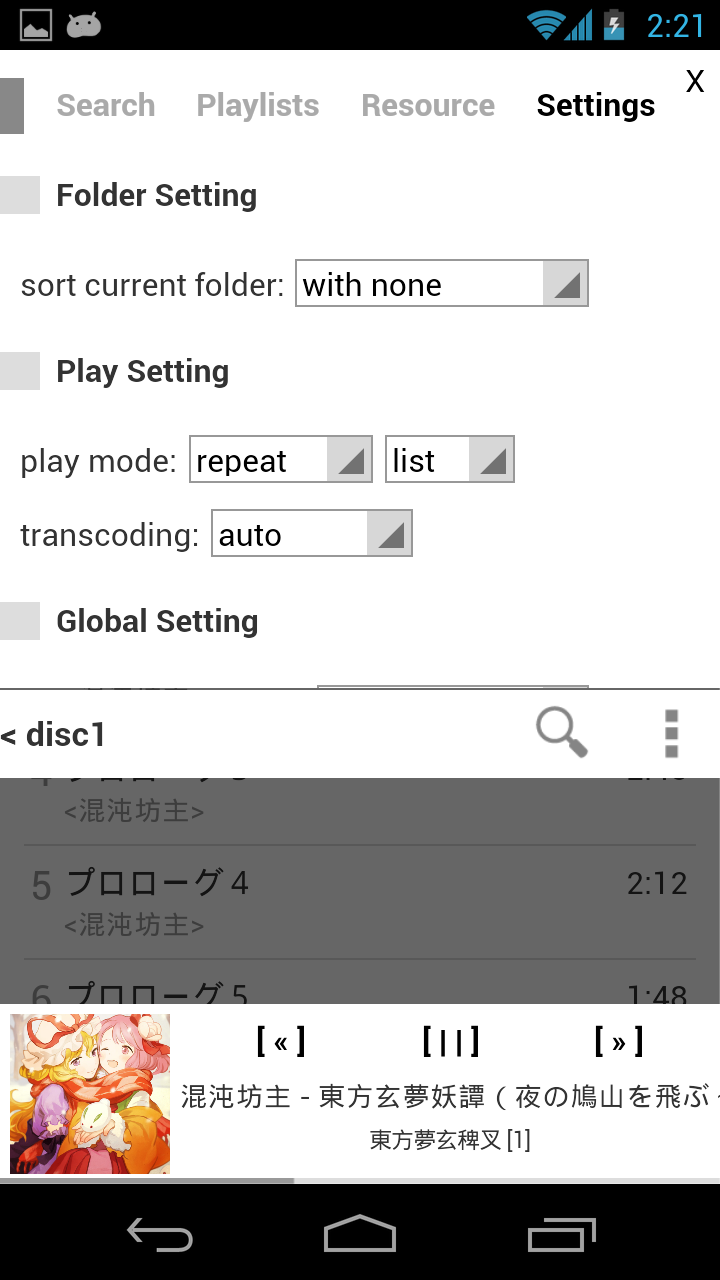 2:21
X
Search Playlists Resource Settings
Folder Setting
sort current folder: with none
Play Setting
play mode: repeat list
transcoding: auto
Global Setting
< disc1
<混沌坊主>
5 プロローグ 4 2:12
<混沌坊主>
6 プロローグ 5 1:48
[ « ] [ | | ] [ » ]
混沌坊主 - 東方玄夢妖譚 ( 夜の鳩山を飛ぶ
東方夢玄稗叉 [1]